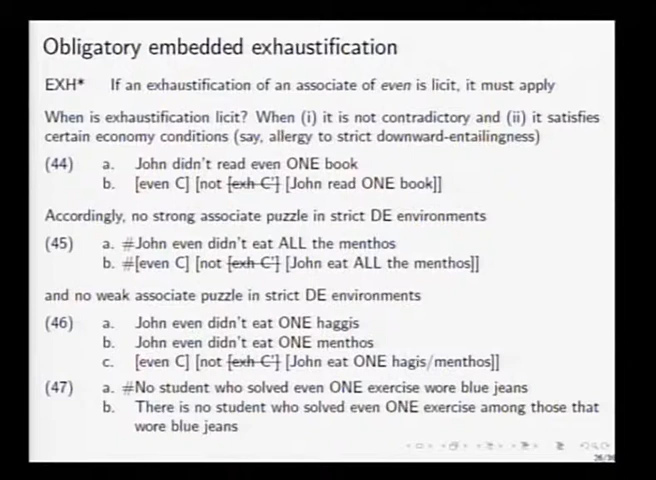 Obligatory embedded exhaustification
EXH* If an exhaustification of an associate of even is licit, it must apply
When is exhaustification licit? When (i) it is not contradictory and (ii) it satisfies
certain economy conditions (say, allergy to strict downward-entailingness)
(44) a. John didn't read even ONE book
b. [even C] [not [exh C'] [John read ONE book]]
Accordingly, no strong associate puzzle in strict DE environments
(45) a. #John even didn't eat ALL the menthos
b. #[even C] [not [exh C'] [John eat ALL the menthos]]
and no weak associate puzzle in strict DE environments
(46) a. John even didn't eat ONE haggis
b. John even didn't eat ONE menthos
c. [even C] [not [exh C'] [John eat ONE hagis/menthos]]
(47) a. #No student who solved even ONE exercise wore blue jeans
b. There is no student who solved even ONE exercise among those that
wore blue jeans